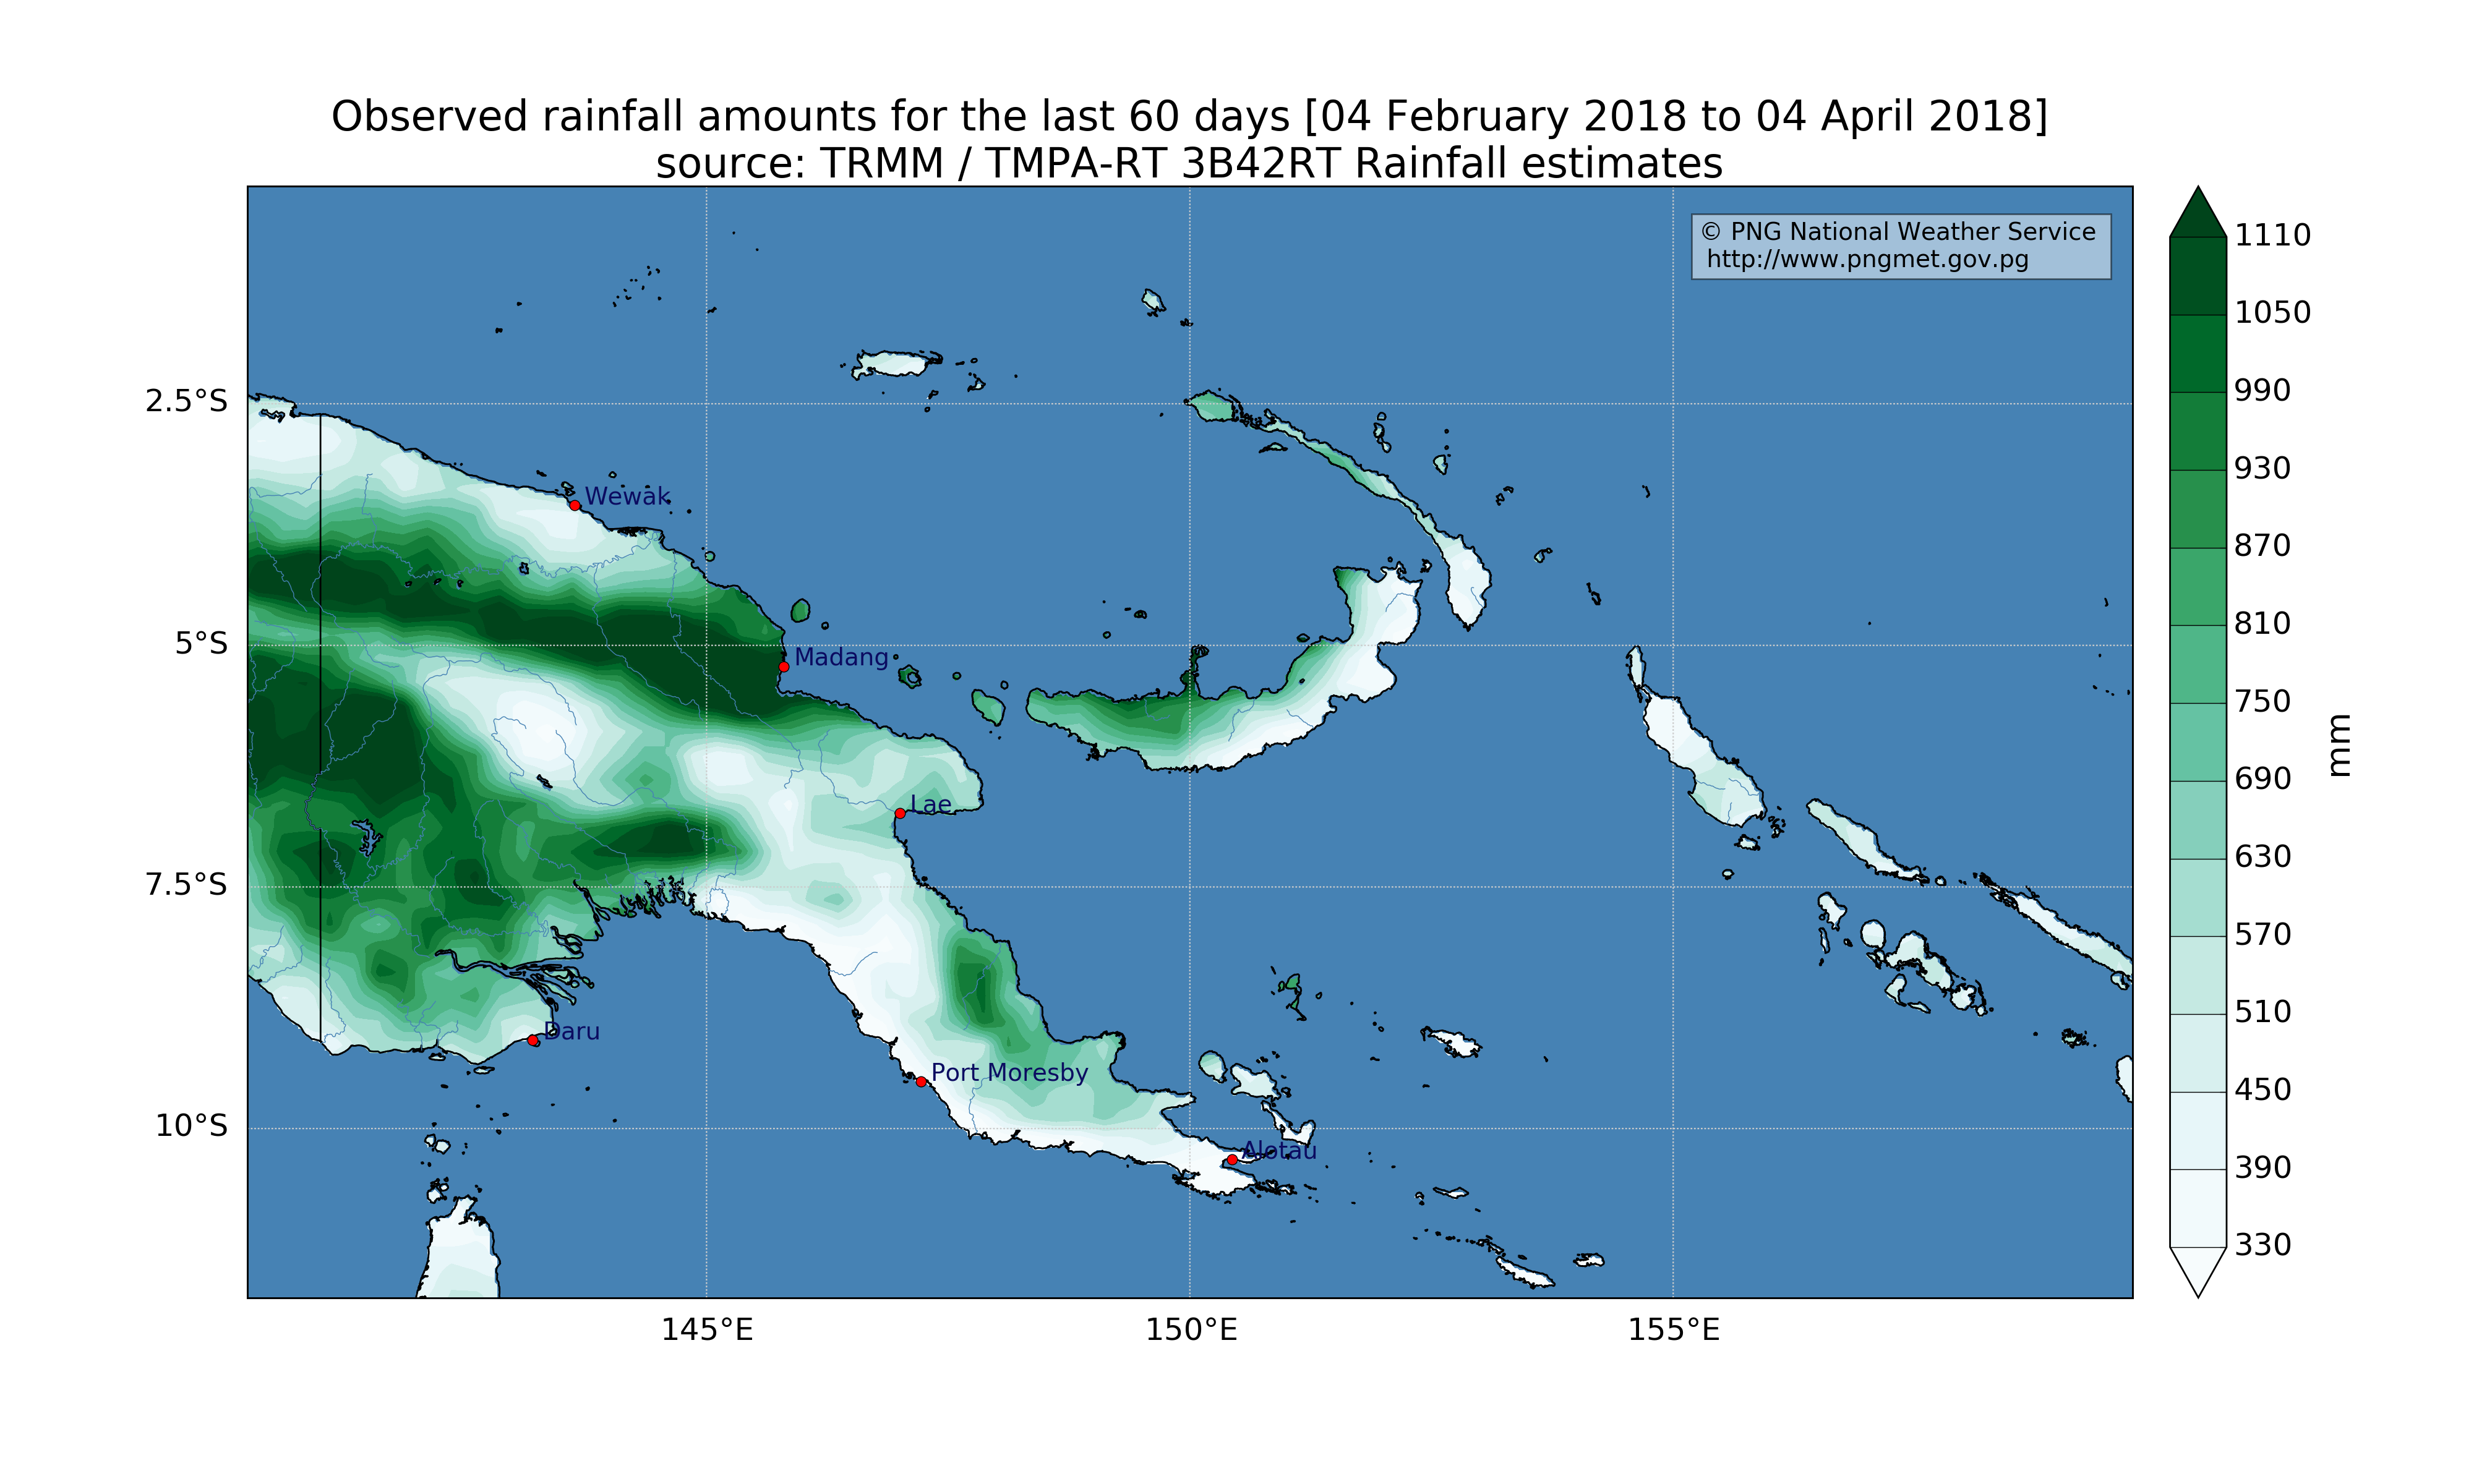 Observed rainfall amounts for the last 60 days [04 February 2018 to 04 April 2018]
source: TRMM / TMPA-RT 3B42RT Rainfall estimates
© PNG National Weather Service
http://www.pngmet.gov.pg
1110
1050
990
930
870
810
750
690
630
570
510
450
390
330
mm
2.5°S
5°S
7.5°S
10°S
Wewak
Madang
Lae
Daru
Port Moresby
Alotau
145°E
150°E
155°E